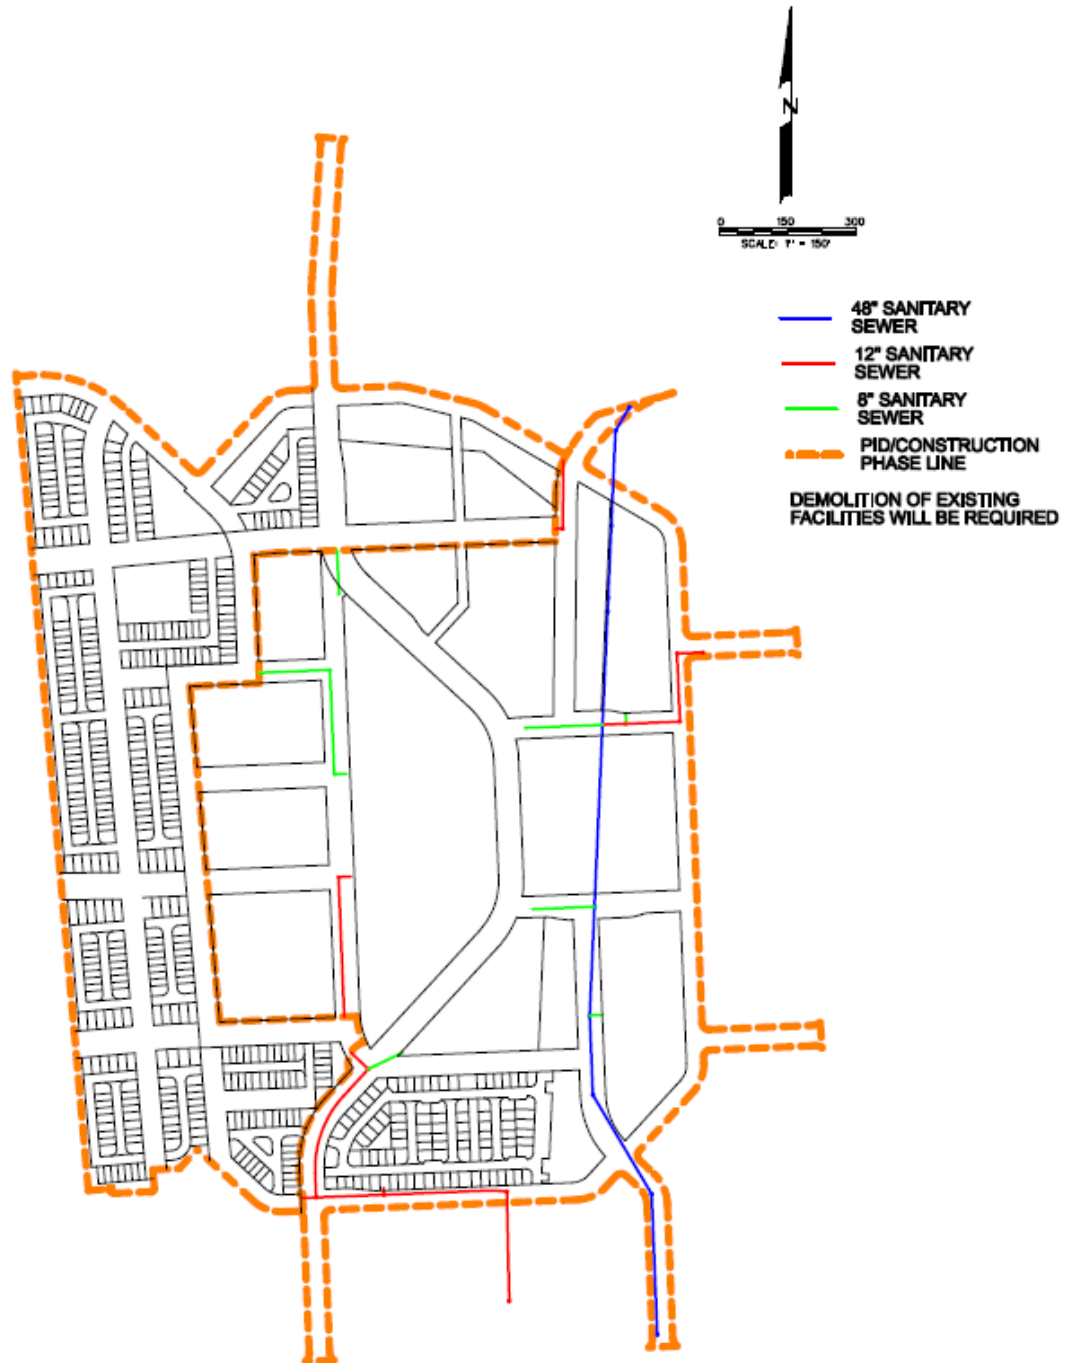 N
0 150 300
SCALE: 1" = 150'
48" SANITARY
SEWER
12" SANITARY
SEWER
8" SANITARY
SEWER
PID/CONSTRUCTION
PHASE LINE
DEMOLITION OF EXISTING
FACILITIES WILL BE REQUIRED